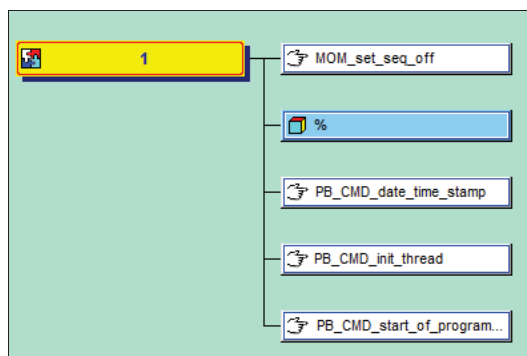 1
MOM_set_seq_off
%
PB_CMD_date_time_stamp
PB_CMD_init_thread
PB_CMD_start_of_program...